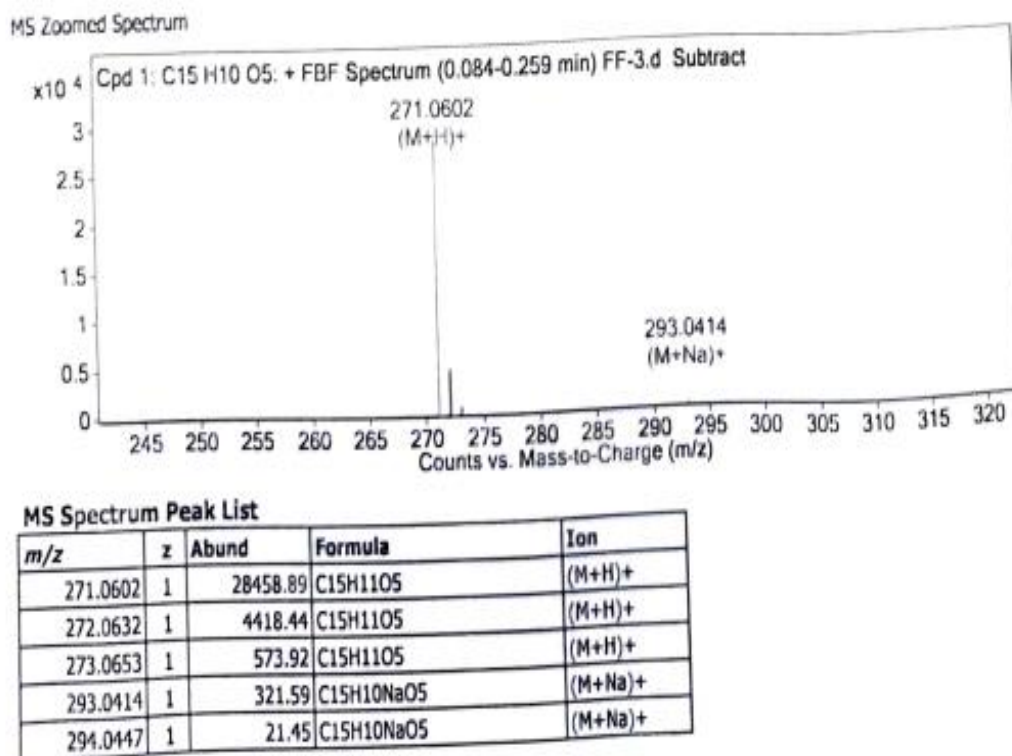 MS Zoomed Spectrum
x10 4
Cpd 1: C15 H10 O5: + FBF Spectrum (0.084-0.259 min) FF-3.d Subtract
271.0602
(M+H)+
3
2.5
2
1.5
1
293.0414
(M+Na)+
0.5
0
245 250 255 260 265 270 275 280 285 290 295 300 305 310 315 320
Counts vs. Mass-to-Charge (m/z)
MS Spectrum Peak List
m/z z Abund Formula Ion
271.0602 1 28458.89 C15H11O5 (M+H)+
272.0632 1 4418.44 C15H11O5 (M+H)+
273.0653 1 573.92 C15H11O5 (M+H)+
293.0414 1 321.59 C15H10NaO5 (M+Na)+
294.0447 1 21.45 C15H10NaO5 (M+Na)+